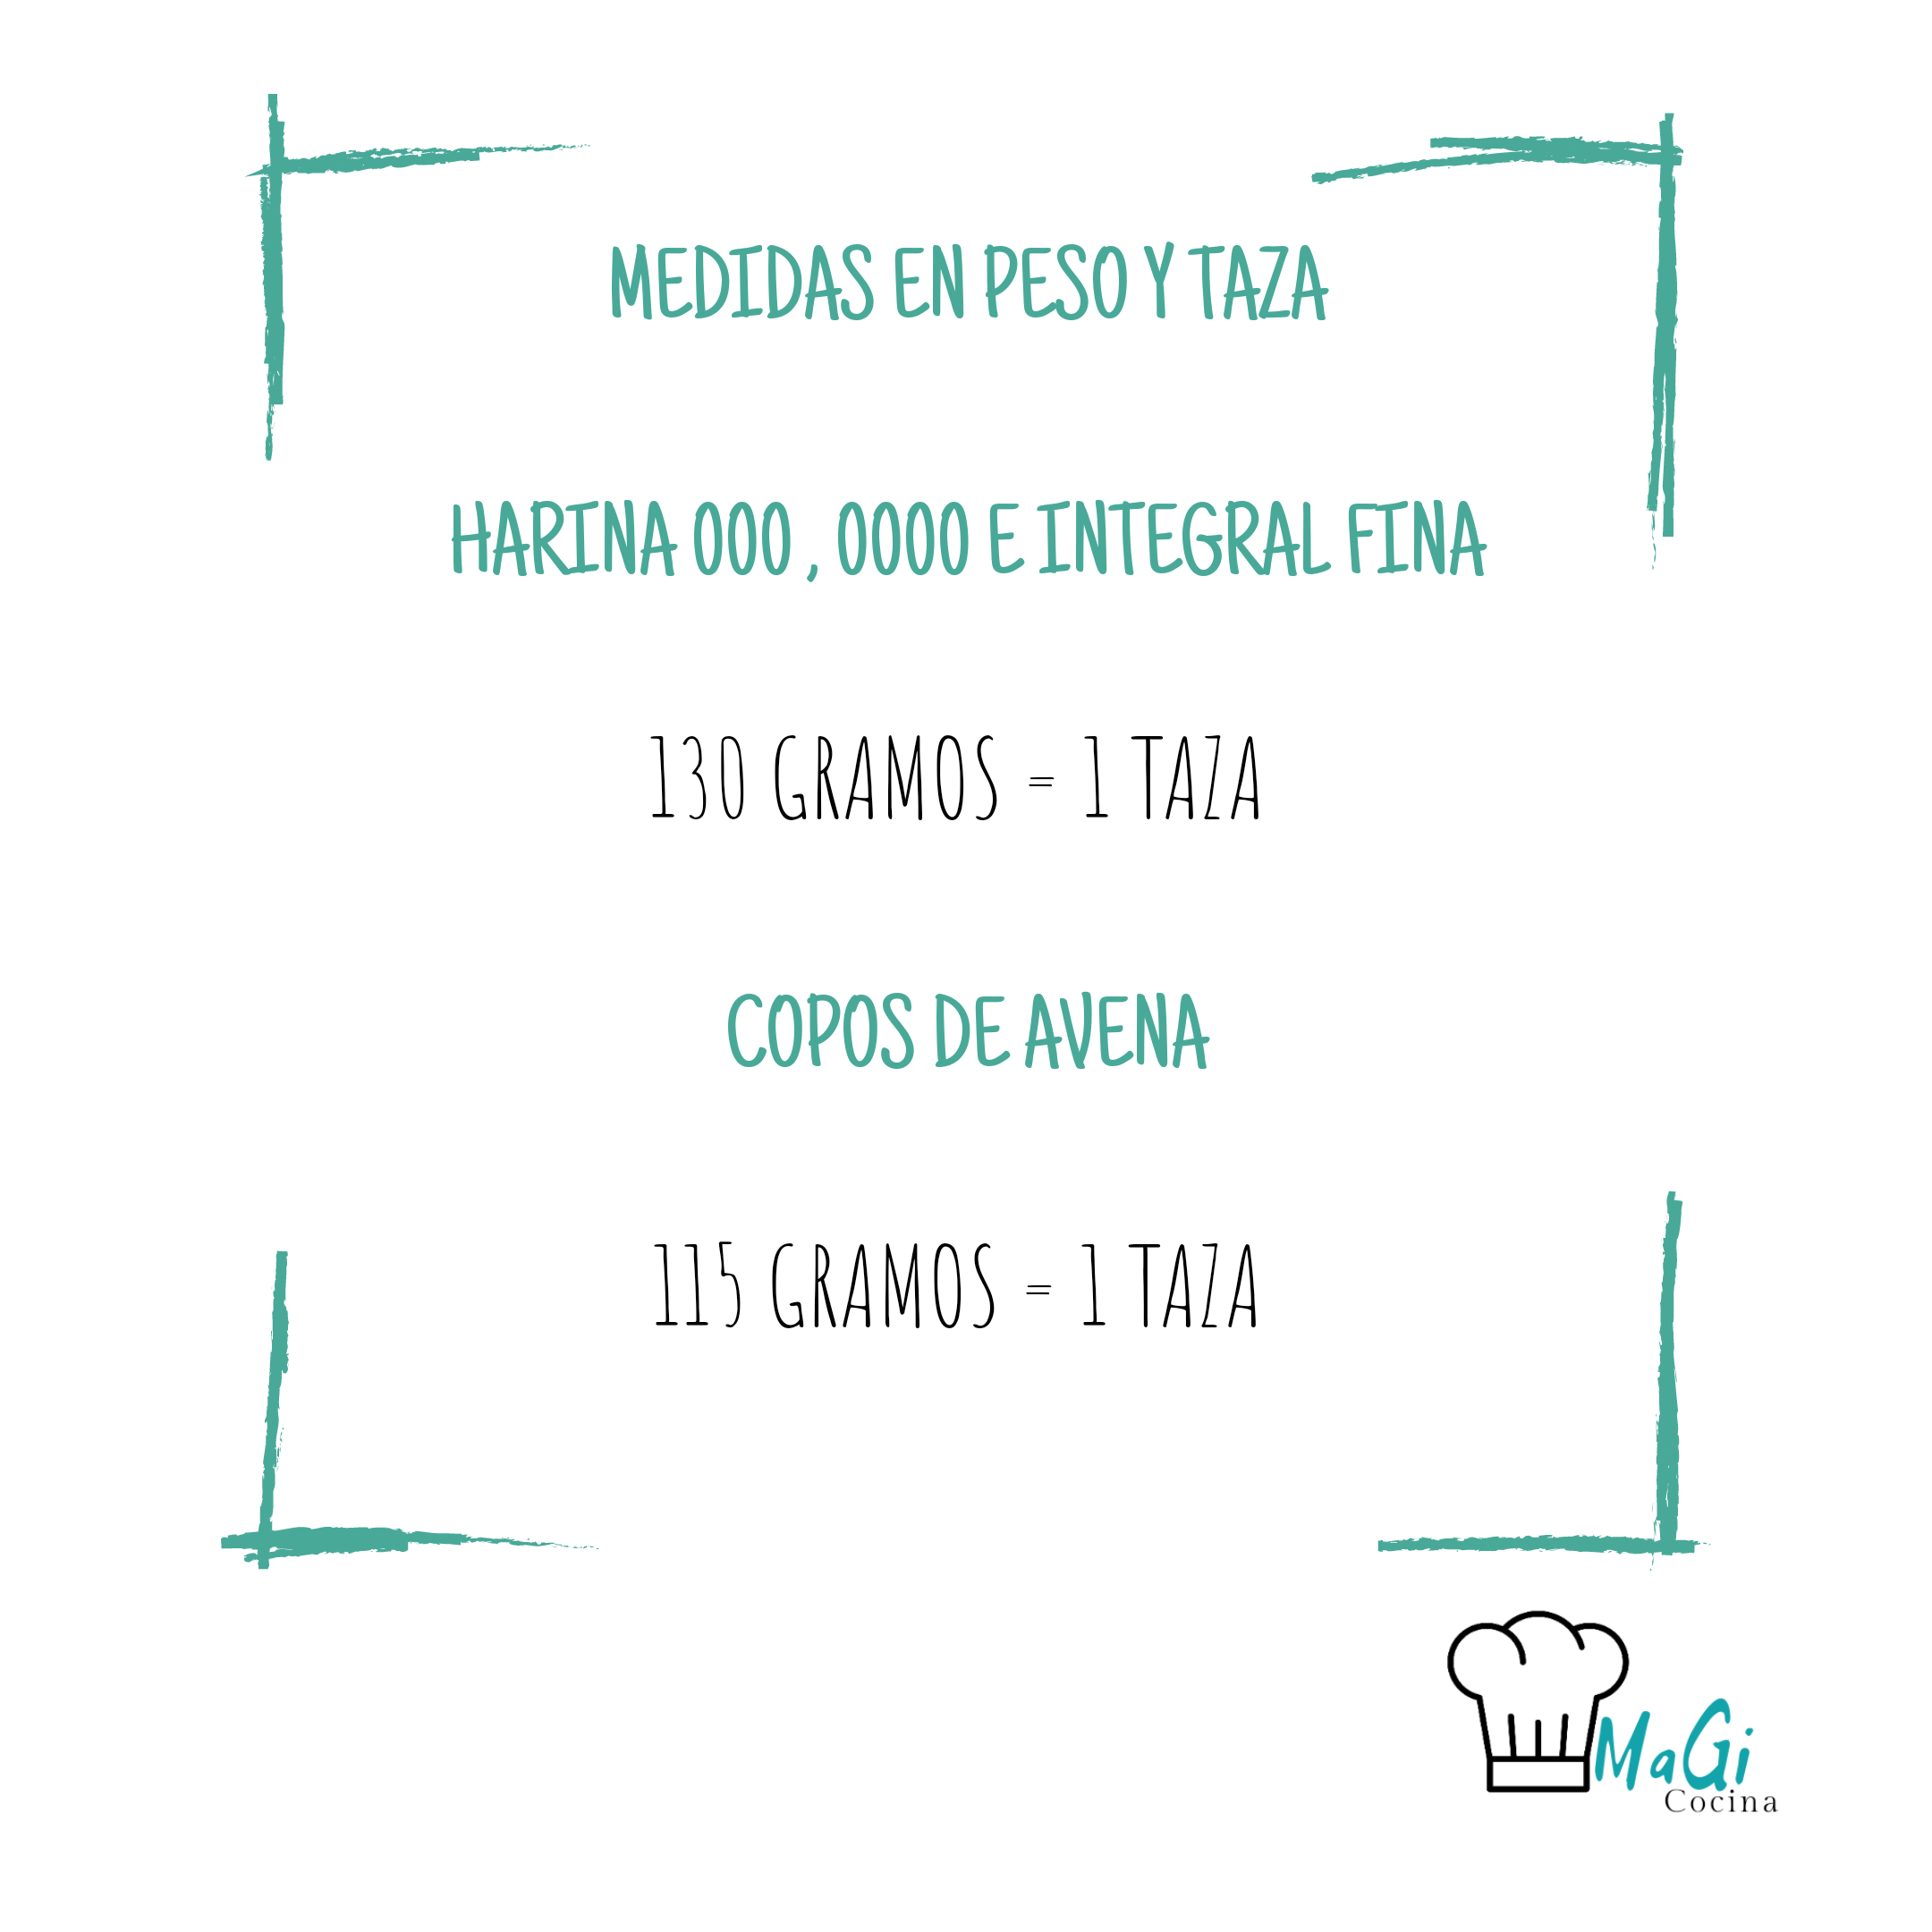 MEDIDAS EN PESO Y TAZA
HARINA 000, 0000 E INTEGRAL FINA
130 GRAMOS = 1 TAZA
COPOS DE AVENA
115 GRAMOS = 1 TAZA
MaGi
Cocina